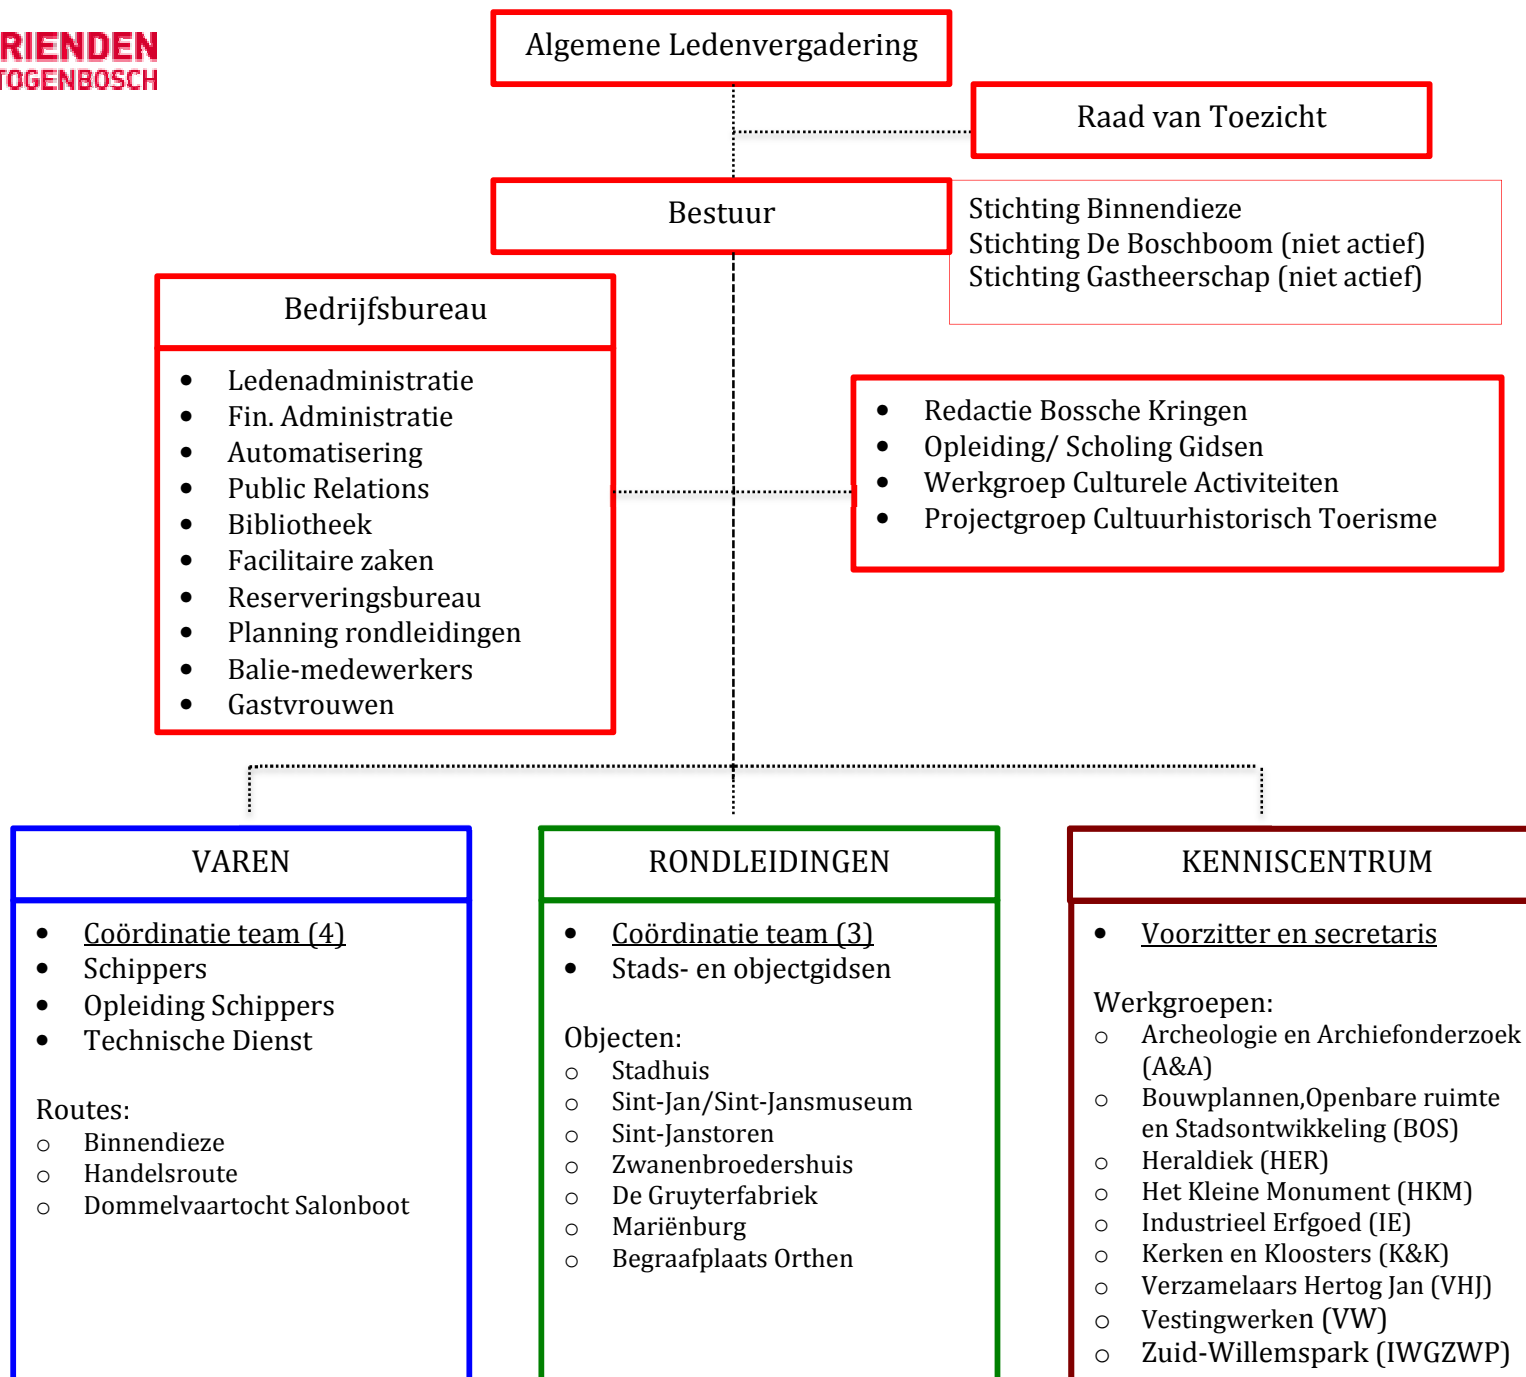 RIENDEN
TOGENBOSCH
Algemene Ledenvergadering
Raad van Toezicht
Bestuur
Stichting Binnendieze
Stichting De Boschboom (niet actief)
Stichting Gastheerschap (niet actief)
Bedrijfsbureau
• Ledenadministratie
• Fin. Administratie
• Automatisering
• Public Relations
• Bibliotheek
• Facilitaire zaken
• Reserveringsbureau
• Planning rondleidingen
• Balie-medewerkers
• Gastvrouwen
• Redactie Bossche Kringen
• Opleiding/ Scholing Gidsen
• Werkgroep Culturele Activiteiten
• Projectgroep Cultuurhistorisch Toerisme
VAREN
• Coördinatie team (4)
• Schippers
• Opleiding Schippers
• Technische Dienst
Routes:
o Binnendieze
o Handelsroute
o Dommelvaartocht Salonboot
RONDLEIDINGEN
• Coördinatie team (3)
• Stads- en objectgidsen
Objecten:
o Stadhuis
o Sint-Jan/Sint-Jansmuseum
o Sint-Janstoren
o Zwanenbroedershuis
o De Gruyterfabriek
o Mariënburg
o Begraafplaats Orthen
KENNISCENTRUM
• Voorzitter en secretaris
Werkgroepen:
o Archeologie en Archiefonderzoek
(A&A)
o Bouwplannen,Openbare ruimte
en Stadsontwikkeling (BOS)
o Heraldiek (HER)
o Het Kleine Monument (HKM)
o Industrieel Erfgoed (IE)
o Kerken en Kloosters (K&K)
o Verzamelaars Hertog Jan (VHJ)
o Vestingwerken (VW)
o Zuid-Willemspark (IWGZWP)